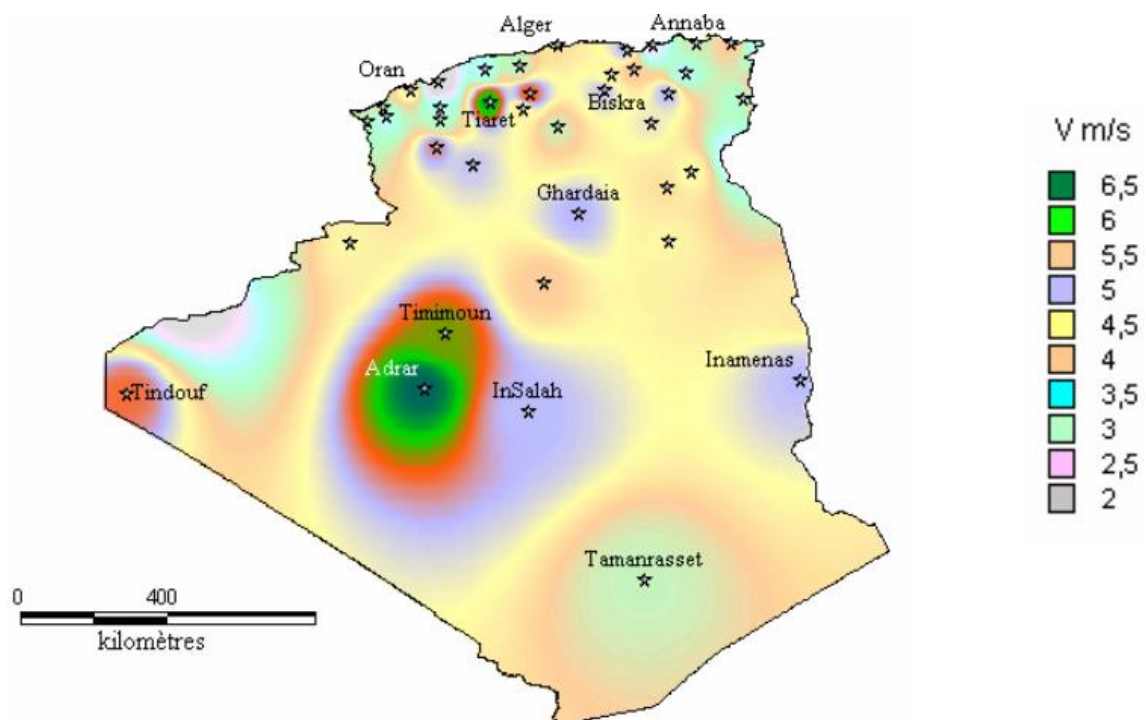 Alger
Annaba
Oran
Tiaret
Biskra
Ghardaia
Timimoun
Adrar
Tindouf
InSalah
Inamenas
Tamanrasset
0 400
kilomètres
V m/s
6,5
6
5,5
5
4,5
4
3,5
3
2,5
2